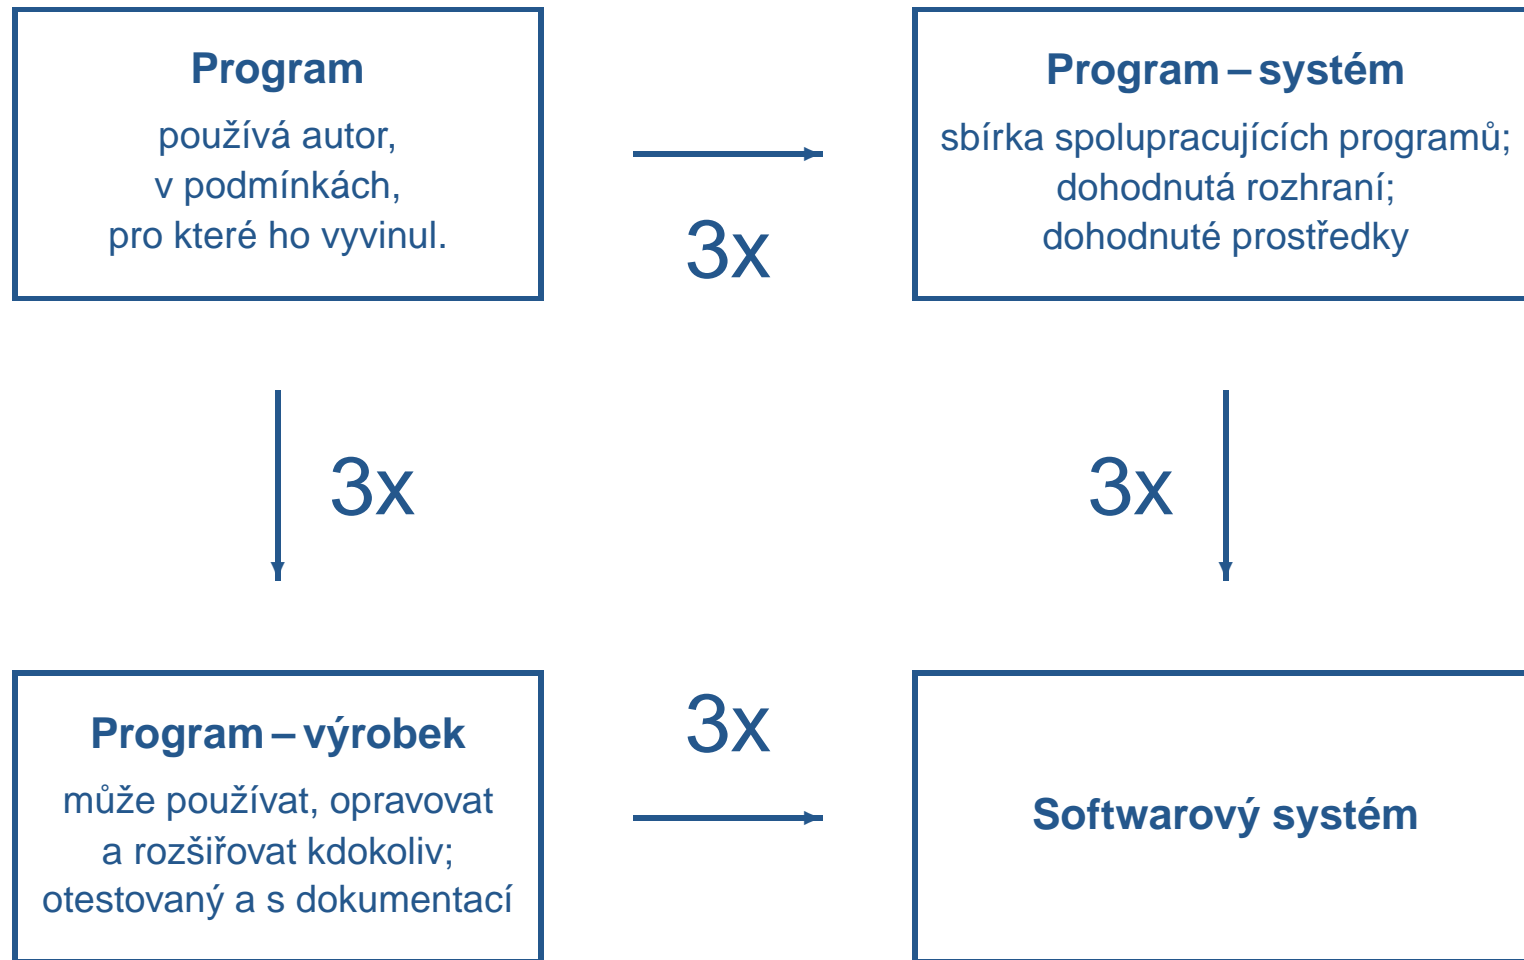 Program
používá autor,
v podmínkách,
pro které ho vyvinul.
3x
Program – systém
sbírka spolupracujících programů;
dohodnutá rozhraní;
dohodnuté prostředky
3x
3x
Program – výrobek
může používat, opravovat
a rozšiřovat kdokoliv;
otestovaný a s dokumentací
3x
Softwarový systém